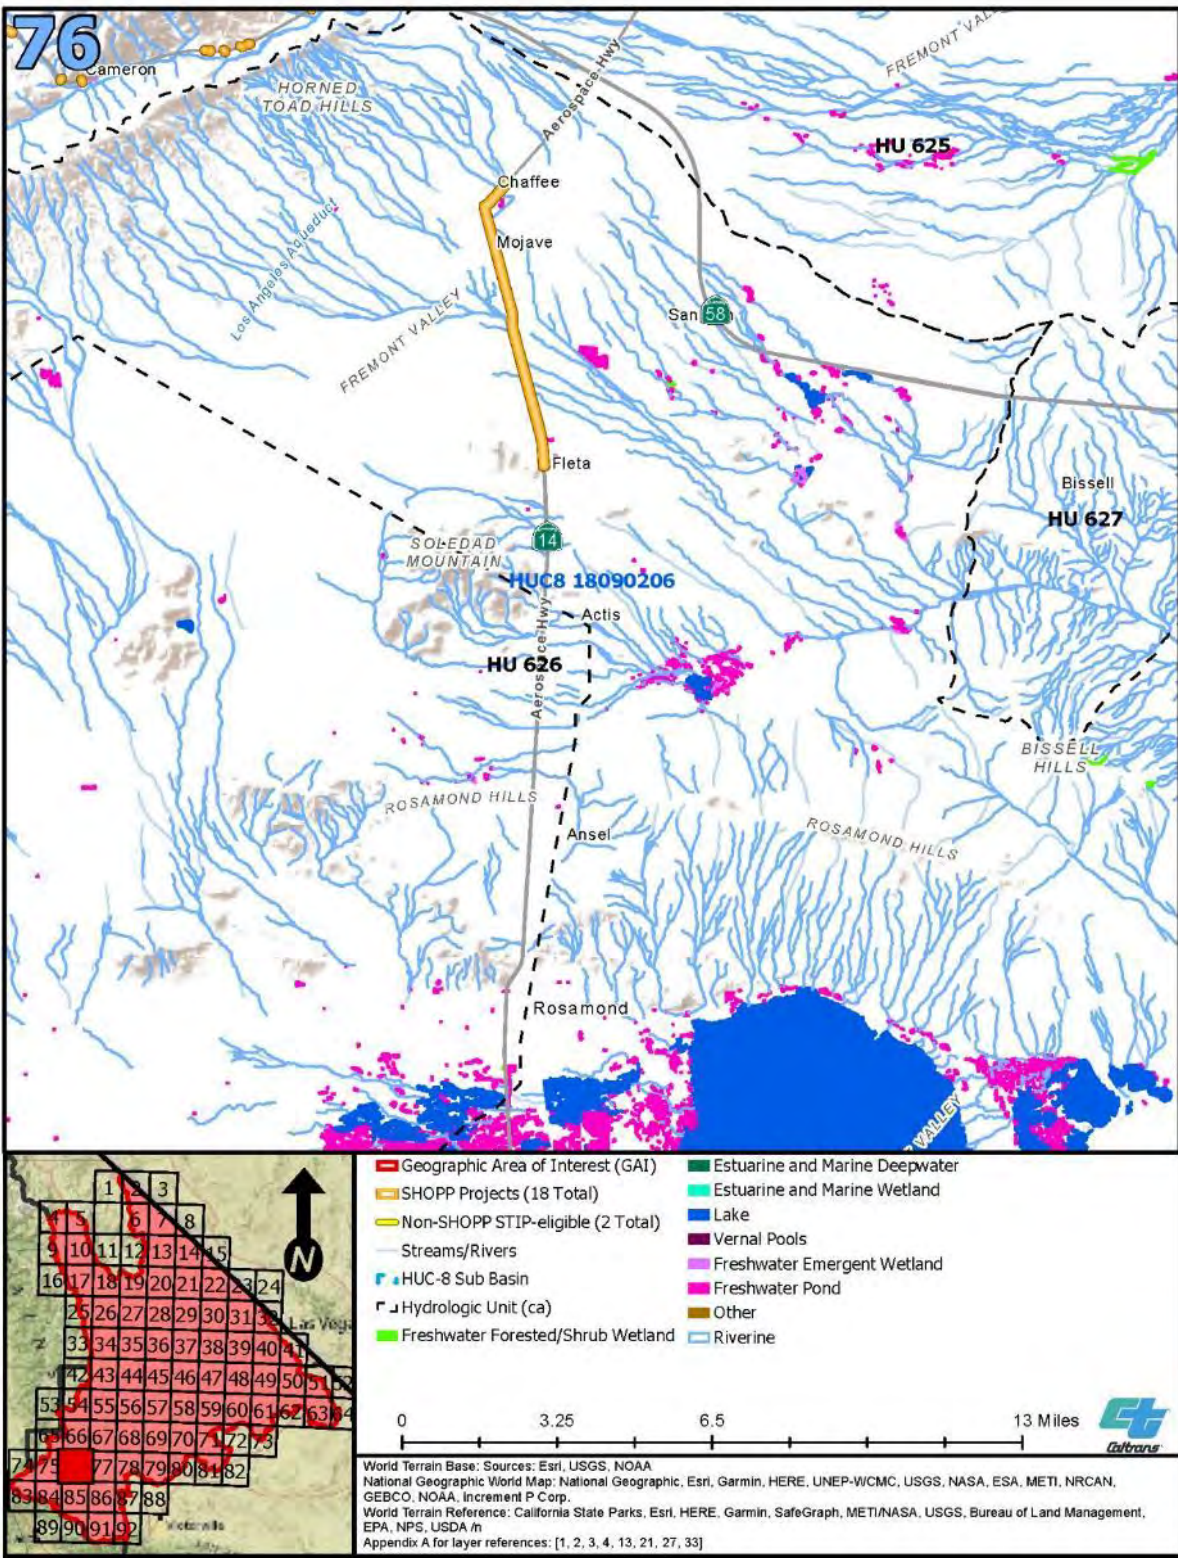 76
Cameron
HORNED
TOAD HILLS
Aerospace Hwy
FREMONT VAL
HU 625
Chaffee
Los Angeles Aqueduct
Mojave
FREMONT VALLEY
San
58
Fleta
Bissell
HU 627
14
SOLEDAD
MOUNTAIN
HUC8 18090206
Actis
Aerospace Hwy
HU 626
BISSELL
HILLS
ROSAMOND HILLS
Ansel
ROSAMOND HILLS
Rosamond
VALLEY
1 2 3
4 5 6 7 8
9 10 11 12 13 14 15
16 17 18 19 20 21 22 23 24
25 26 27 28 29 30 31 32
Las Vega
33 34 35 36 37 38 39 40 41
42 43 44 45 46 47 48 49 50 51 52
53 54 55 56 57 58 59 60 61 62 63 64
65 66 67 68 69 70 71 72 73
74 75 77 78 79 80 81 82
83 84 85 86 87 88
89 90 91 92
Victorville
N
Geographic Area of Interest (GAI)
SHOPP Projects (18 Total)
Non-SHOPP STIP-eligible (2 Total)
Streams/Rivers
HUC-8 Sub Basin
Hydrologic Unit (ca)
Freshwater Forested/Shrub Wetland
Estuarine and Marine Deepwater
Estuarine and Marine Wetland
Lake
Vernal Pools
Freshwater Emergent Wetland
Freshwater Pond
Other
Riverine
0 3.25 6.5 13 Miles
ct
Caltrans
World Terrain Base: Sources: Esri, USGS, NOAA
National Geographic World Map: National Geographic, Esri, Garmin, HERE, UNEP-WCMC, USGS, NASA, ESA, METI, NRCAN,
GEBCO, NOAA, Increment P Corp.
World Terrain Reference: California State Parks, Esri, HERE, Garmin, SafeGraph, METI/NASA, USGS, Bureau of Land Management,
EPA, NPS, USDA /n
Appendix A for layer references: [1, 2, 3, 4, 13, 21, 27, 33]